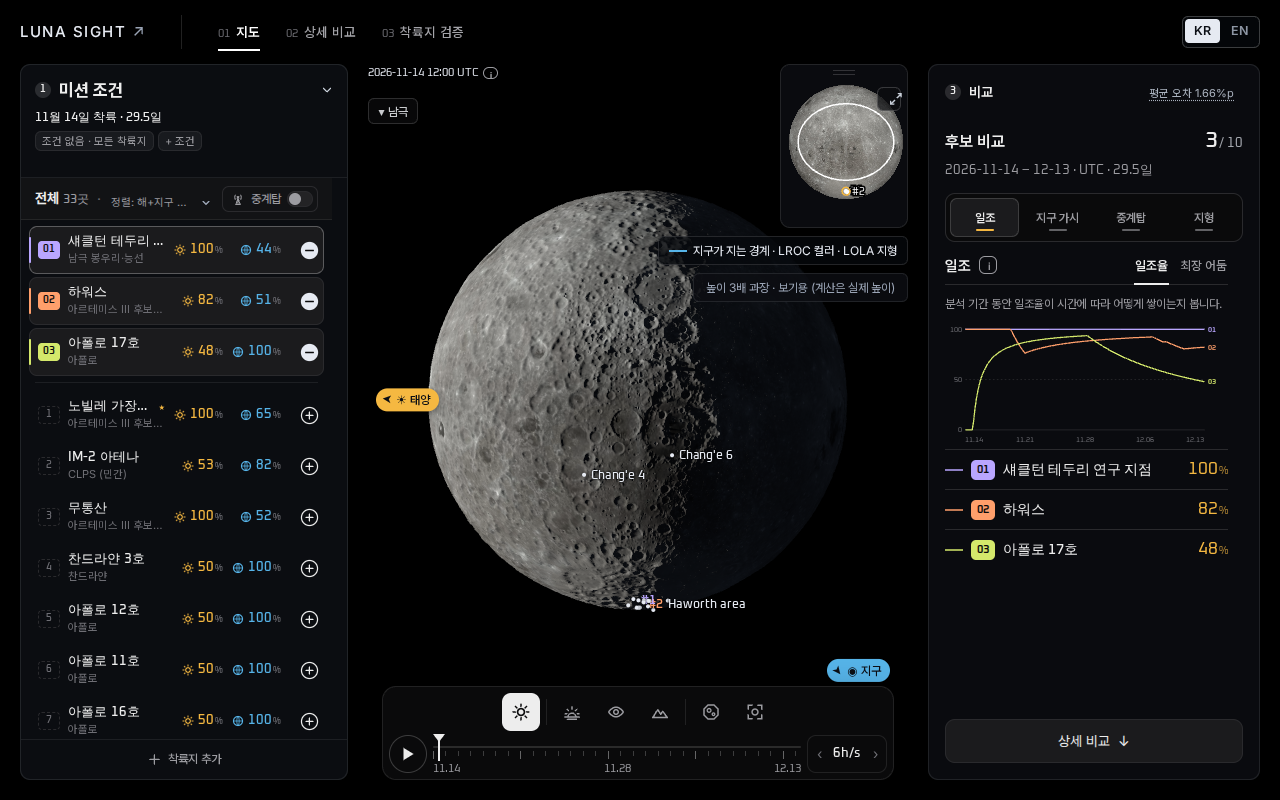 LUNA SIGHT ↗
01 지도
02 상세 비교
03 착륙지 검증
KR EN
1 미션 조건
11월 14일 착륙 · 29.5일
조건 없음 · 모든 착륙지
+ 조건
전체 33곳 · 정렬: 해+지구 ...
중계탑
01 섀클턴 테두리 ... 100% 44%
남극 봉우리·능선
02 하워스 82% 51%
아르테미스 III 후보...
03 아폴로 17호 48% 100%
아폴로
1 노빌레 가장... ★ 100% 65%
아르테미스 III 후보...
2 IM-2 아테나 53% 82%
CLPS (민간)
3 무통산 100% 52%
아르테미스 III 후보...
4 찬드라얀 3호 50% 100%
찬드라얀
5 아폴로 12호 50% 100%
아폴로
6 아폴로 11호 50% 100%
아폴로
7 아폴로 16호 50% 100%
아폴로
+ 착륙지 추가
2026-11-14 12:00 UTC i
▾ 남극
#2
지구가 지는 경계 · LROC 컬러 · LOLA 지형
높이 3배 과장 · 보기용 (계산은 실제 높이)
☀ 태양
Chang'e 6
Chang'e 4
#1
#2 Haworth area
◉ 지구
11.14 11.28 12.13
‹ 6h/s ›
3 비교
평균 오차 1.66%p
후보 비교 3 / 10
2026-11-14 – 12-13 · UTC · 29.5일
일조 지구 가시 중계탑 지형
일조 i
일조율 최장 어둠
분석 기간 동안 일조율이 시간에 따라 어떻게 쌓이는지 봅니다.
100
50
0
01
02
03
11.14 11.21 11.28 12.06 12.13
01 섀클턴 테두리 연구 지점 100%
02 하워스 82%
03 아폴로 17호 48%
상세 비교 ↓